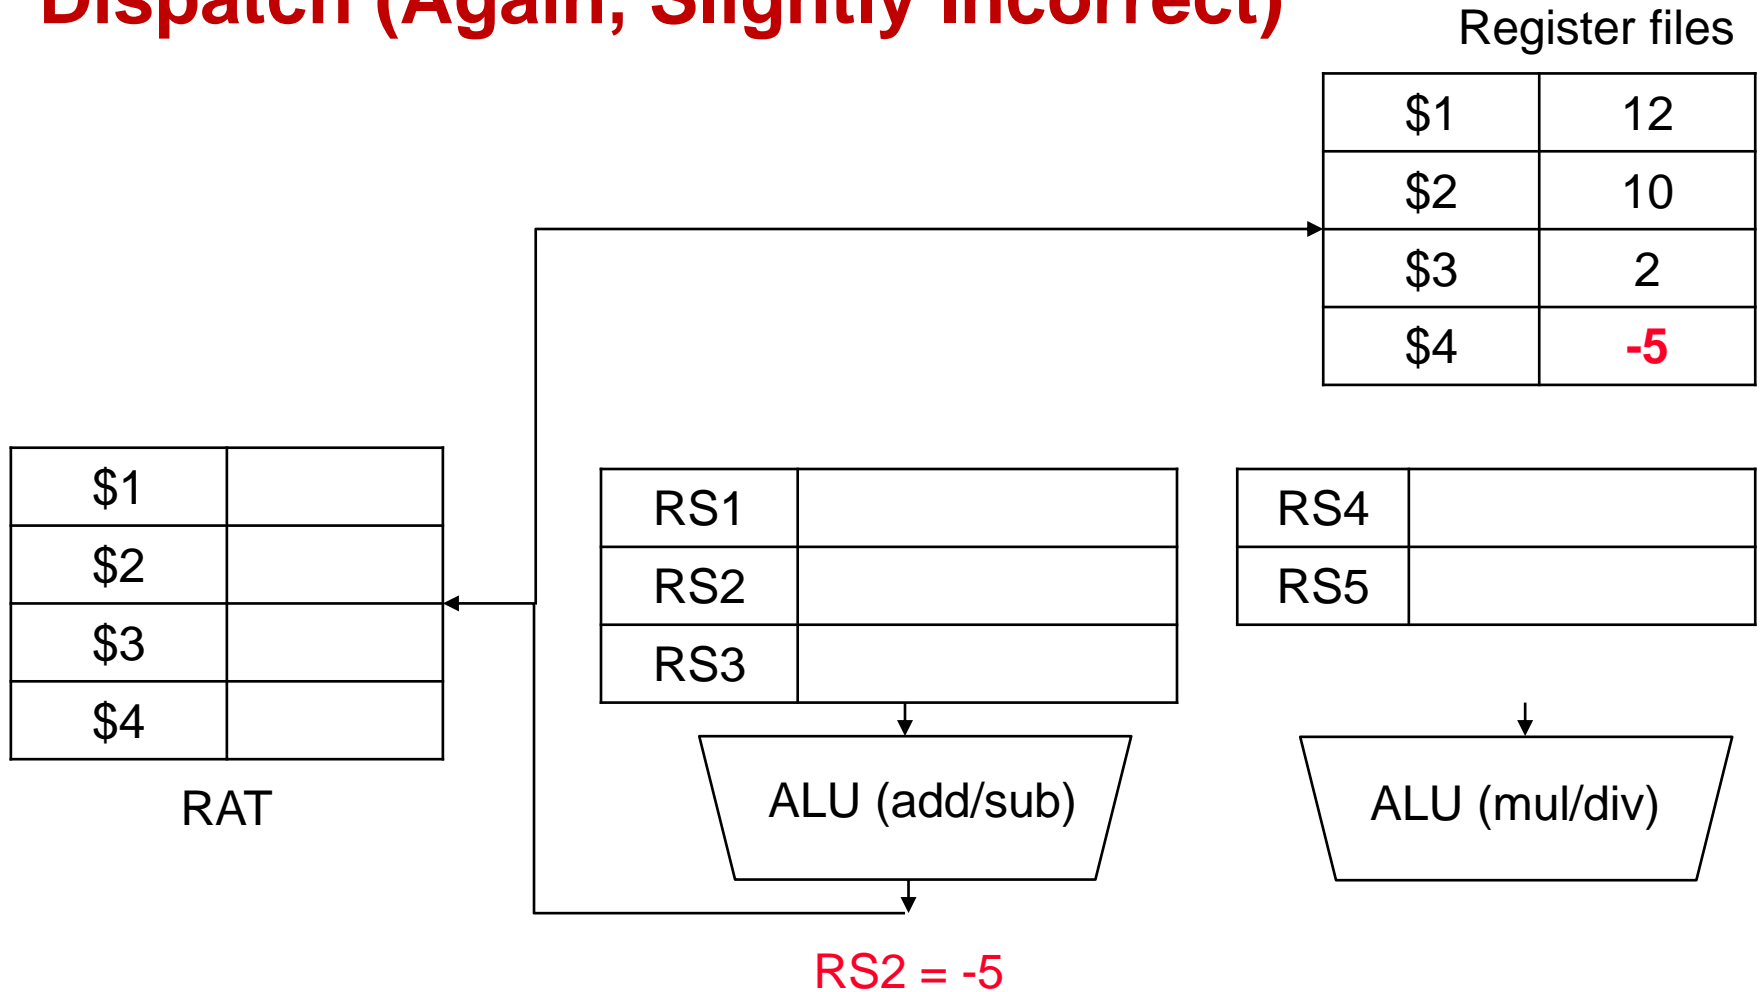 Dispatch (Again, Slightly Incorrect)
Register files
$1 12
$2 10
$3 2
$4 -5
$1
$2
$3
$4
RAT
RS1
RS2
RS3
RS4
RS5
ALU (add/sub)
ALU (mul/div)
RS2 = -5